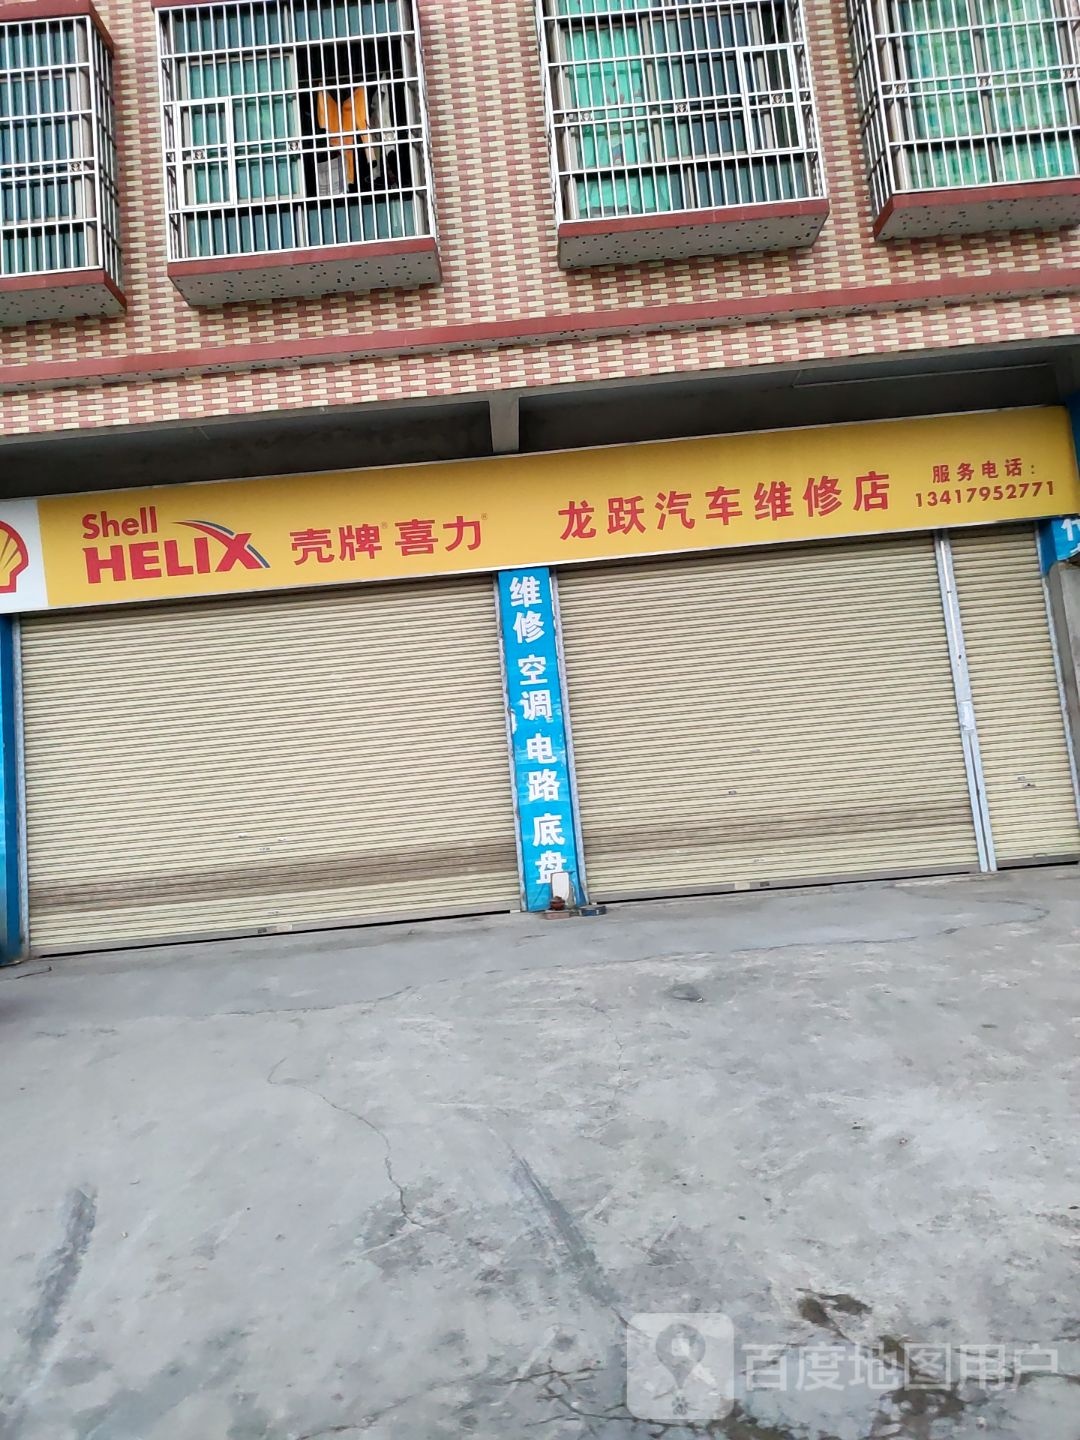 Shell
HELIX
壳牌®喜力®
龙跃汽车维修店
服务电话：
13417952771
维修 空调 电路 底盘
百度地图用户